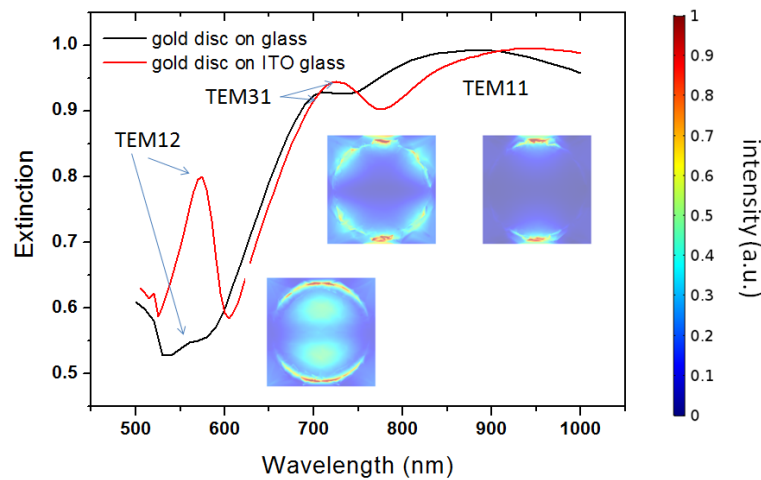 gold disc on glass
gold disc on ITO glass
TEM31
TEM11
TEM12
Extinction
1.0
0.9
0.8
0.7
0.6
0.5
500
600
700
800
900
1000
Wavelength (nm)
1
0.9
0.8
0.7
0.6
0.5
0.4
0.3
0.2
0.1
0
intensity (a.u.)